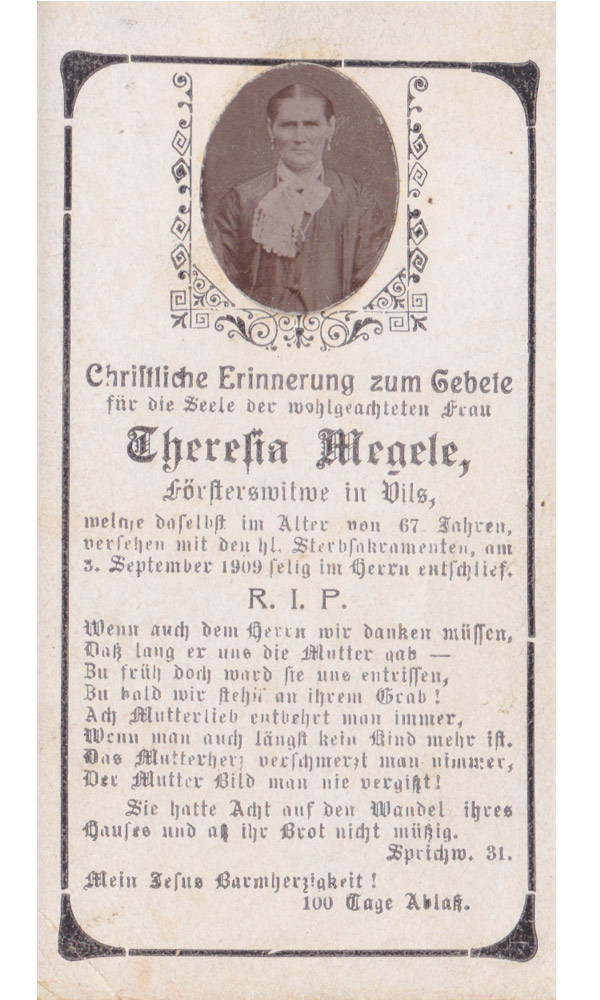 Christliche Erinnerung zum Gebete
für die Seele der wohlgeachteten Frau
Theresia Megele,
Försterswitwe in Vils,
welche daselbst im Alter von 67 Jahren,
versehen mit den hl. Sterbsakramenten, am
3. September 1909 selig im Herrn entschlief.
R. I. P.
Wenn auch dem Herrn wir danken müssen,
Daß lang er uns die Mutter gab —
Zu früh doch ward sie uns entrissen,
Zu bald wir steh'n an ihrem Grab!
Ach Mutterlieb entbehrt man immer,
Wenn man auch längst kein Kind mehr ist.
Das Mutterherz verschmerzt man nimmer,
Der Mutter Bild man nie vergißt!
Sie hatte Acht auf den Wandel ihres
Hauses und aß ihr Brot nicht müßig.
Sprichw. 31.
Mein Jesus Barmherzigkeit!
100 Tage Ablaß.